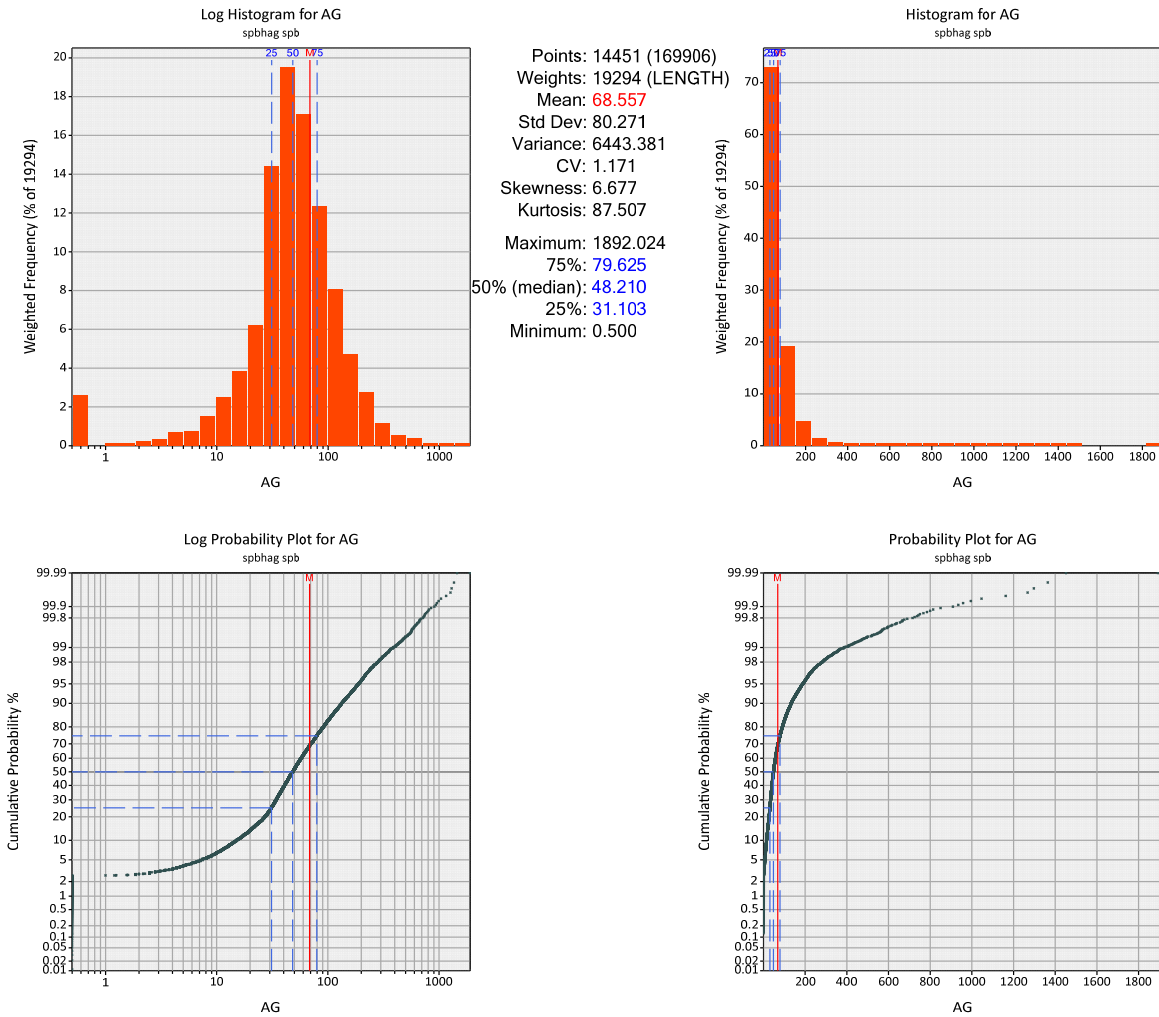 Log Histogram for AG
spbhag spb
25 50 M 75
20
18
16
14
12
10
8
6
4
2
0
Weighted Frequency (% of 19294)
1 10 100 1000
AG
Points: 14451 (169906)
Weights: 19294 (LENGTH)
Mean: 68.557
Std Dev: 80.271
Variance: 6443.381
CV: 1.171
Skewness: 6.677
Kurtosis: 87.507
Maximum: 1892.024
75%: 79.625
50% (median): 48.210
25%: 31.103
Minimum: 0.500
Histogram for AG
spbhag spb
70
60
50
40
30
20
10
0
Weighted Frequency (% of 19294)
200 400 600 800 1000 1200 1400 1600 1800
AG
Log Probability Plot for AG
spbhag spb
M
99.99
99.9
99.8
99
98
95
90
80
70
60
50
40
30
20
10
5
2
1
0.5
0.2
0.1
0.05
0.02
0.01
Cumulative Probability %
1 10 100 1000
AG
Probability Plot for AG
spbhag spb
M
99.99
99.9
99.8
99
98
95
90
80
70
60
50
40
30
20
10
5
2
1
0.5
0.2
0.1
0.05
0.02
0.01
Cumulative Probability %
200 400 600 800 1000 1200 1400 1600 1800
AG